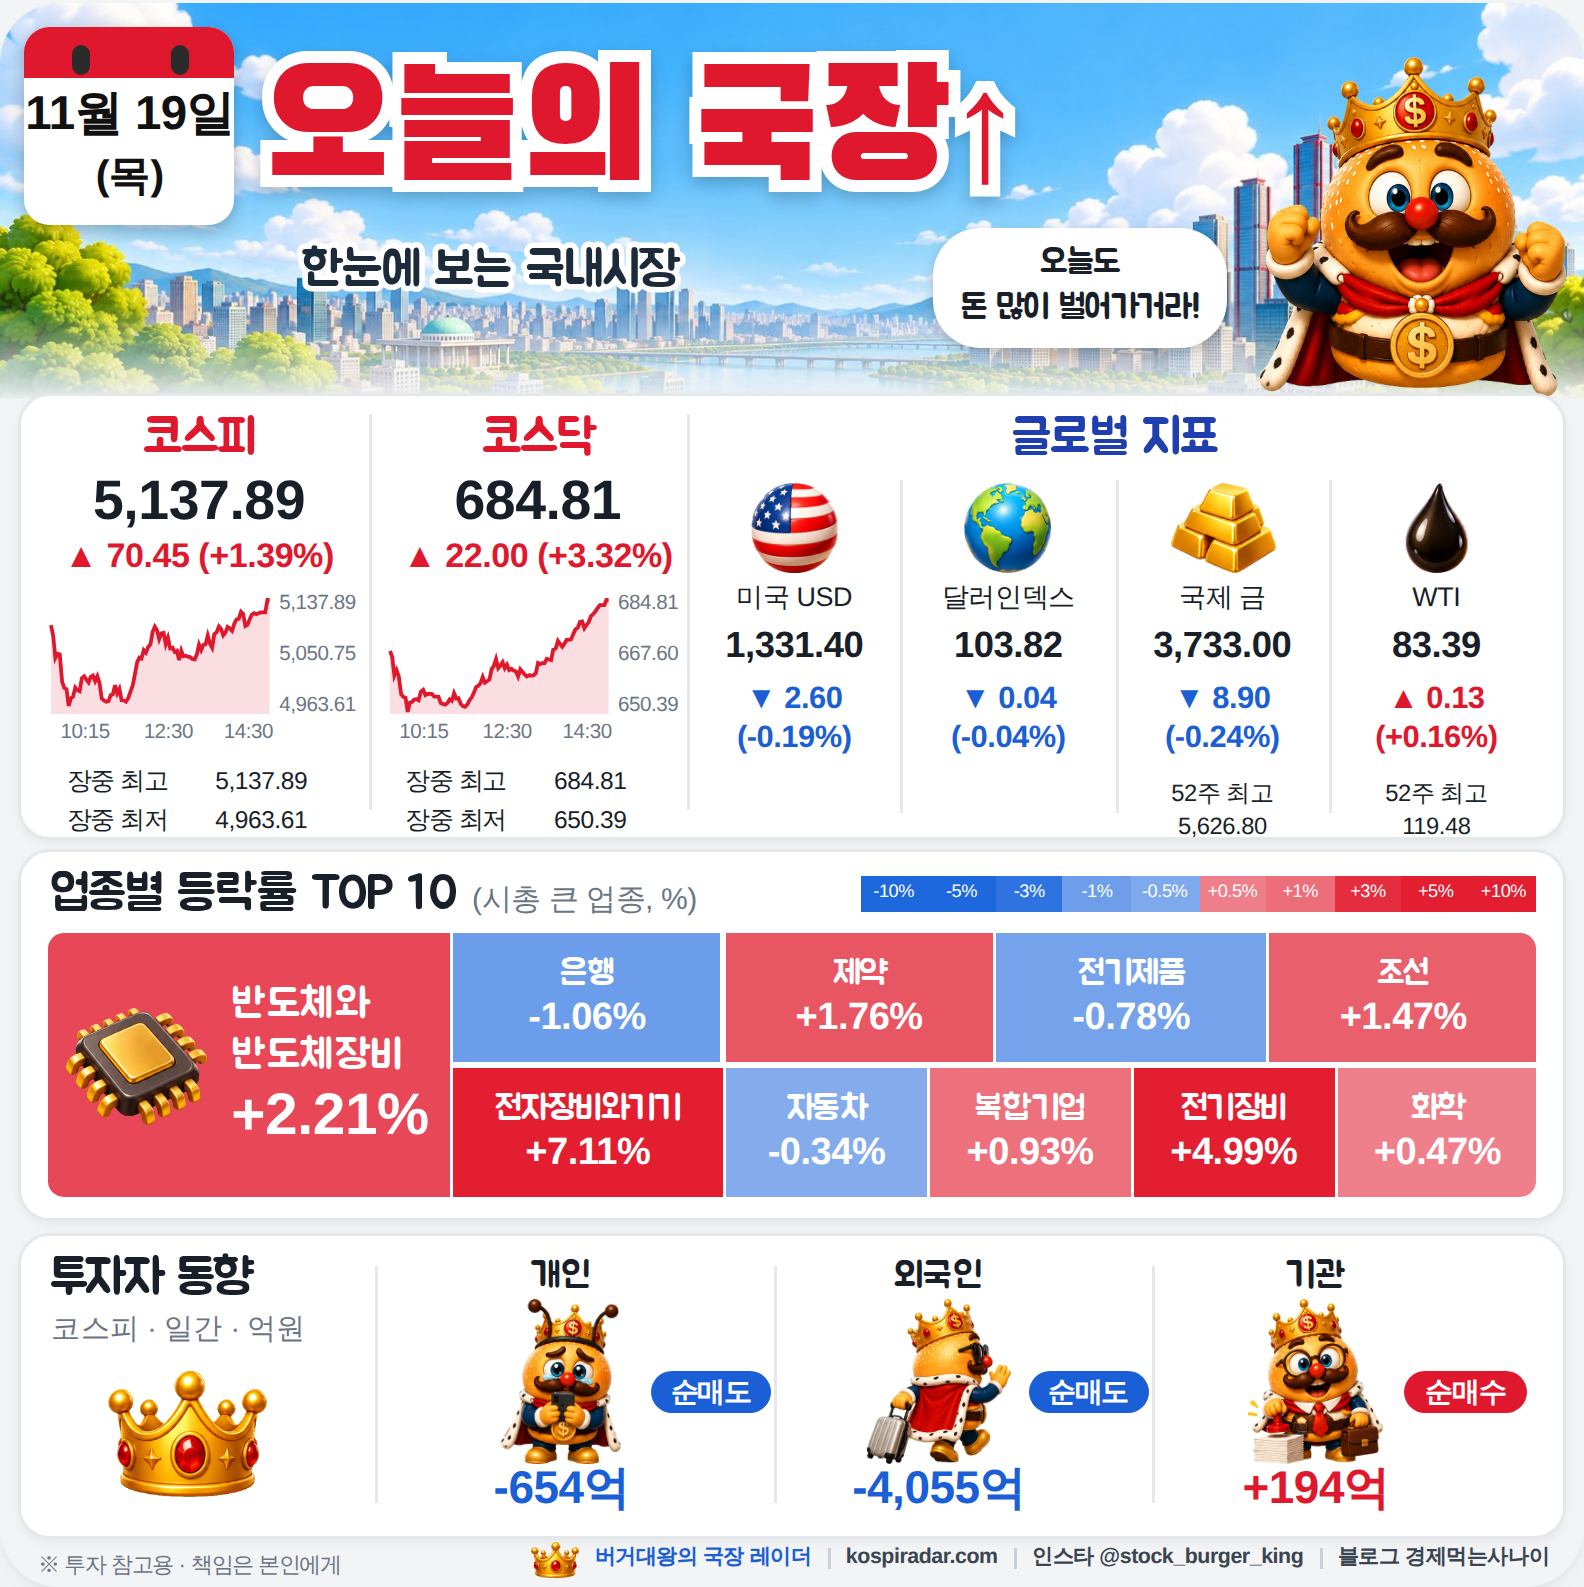 11월 19일
(목)
오늘의 국장↑
한눈에 보는 국내시장
오늘도
돈 많이 벌어가거라!
코스피
5,137.89
▲ 70.45 (+1.39%)
5,137.89
5,050.75
4,963.61
10:15 12:30 14:30
장중 최고 5,137.89
장중 최저 4,963.61
코스닥
684.81
▲ 22.00 (+3.32%)
684.81
667.60
650.39
10:15 12:30 14:30
장중 최고 684.81
장중 최저 650.39
글로벌 지표
미국 USD
1,331.40
▼ 2.60
(-0.19%)
달러인덱스
103.82
▼ 0.04
(-0.04%)
국제 금
3,733.00
▼ 8.90
(-0.24%)
52주 최고
5,626.80
WTI
83.39
▲ 0.13
(+0.16%)
52주 최고
119.48
업종별 등락률 TOP 10 (시총 큰 업종, %)
-10% -5% -3% -1% -0.5% +0.5% +1% +3% +5% +10%
반도체와
반도체장비
+2.21%
은행
-1.06%
제약
+1.76%
전기제품
-0.78%
조선
+1.47%
전자장비와기기
+7.11%
자동차
-0.34%
복합기업
+0.93%
전기장비
+4.99%
화학
+0.47%
투자자 동향
코스피 · 일간 · 억원
개인
순매도
-654억
외국인
순매도
-4,055억
기관
순매수
+194억
※ 투자 참고용 · 책임은 본인에게
버거대왕의 국장 레이더 | kospiradar.com | 인스타 @stock_burger_king | 블로그 경제먹는사나이